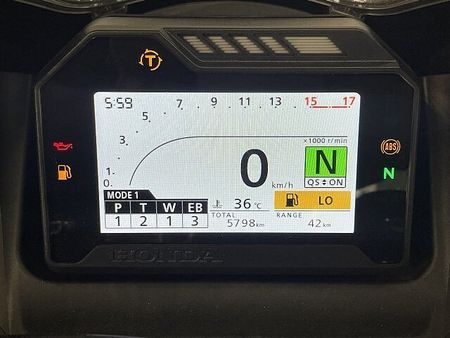 T
5:59
7 9 11 13 15 17
5
3
1
0
×1000 r/min
0 km/h
N
QS ON
ABS
N
MODE 1
P T W EB
1 2 1 3
36 ℃
LO
TOTAL 5798 km
RANGE 42 km
HONDA